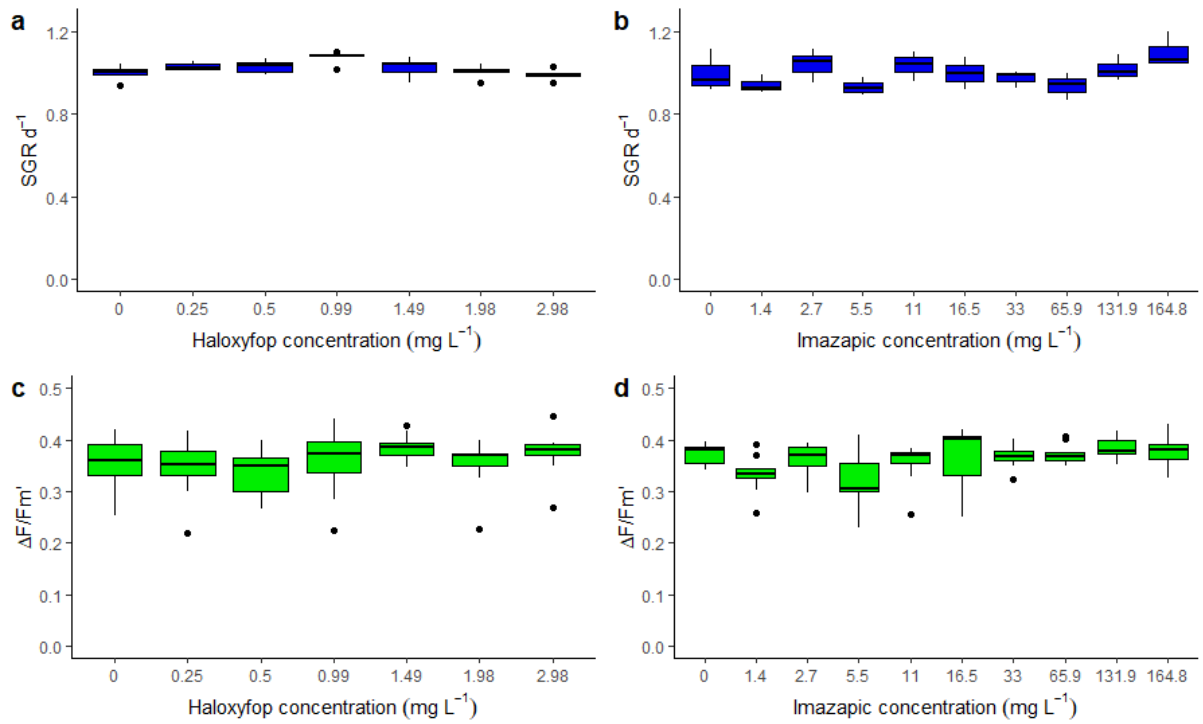 a
SGR d⁻¹
1.2
0.8
0.4
0.0
0 0.25 0.5 0.99 1.49 1.98 2.98
Haloxyfop concentration (mg L⁻¹)
b
SGR d⁻¹
1.2
0.8
0.4
0.0
0 1.4 2.7 5.5 11 16.5 33 65.9 131.9 164.8
Imazapic concentration (mg L⁻¹)
c
ΔF/Fm'
0.5
0.4
0.3
0.2
0.1
0.0
0 0.25 0.5 0.99 1.49 1.98 2.98
Haloxyfop concentration (mg L⁻¹)
d
ΔF/Fm'
0.5
0.4
0.3
0.2
0.1
0.0
0 1.4 2.7 5.5 11 16.5 33 65.9 131.9 164.8
Imazapic concentration (mg L⁻¹)